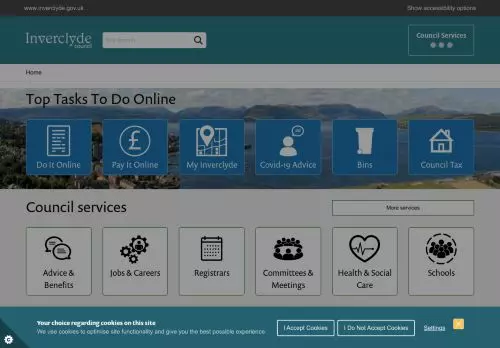 www.inverclyde.gov.uk
Show accessibility options
Inverclyde
council
Council Services
Home
Top Tasks To Do Online
Do It Online
Pay It Online
My Inverclyde
Covid-19 Advice
Bins
Council Tax
Council services
More services
Advice &
Benefits
Jobs & Careers
Registrars
Committees &
Meetings
Health & Social
Care
Schools
Your choice regarding cookies on this site
We use cookies to optimise site functionality and give you the best possible experience.
I Accept Cookies
I Do Not Accept Cookies
Settings